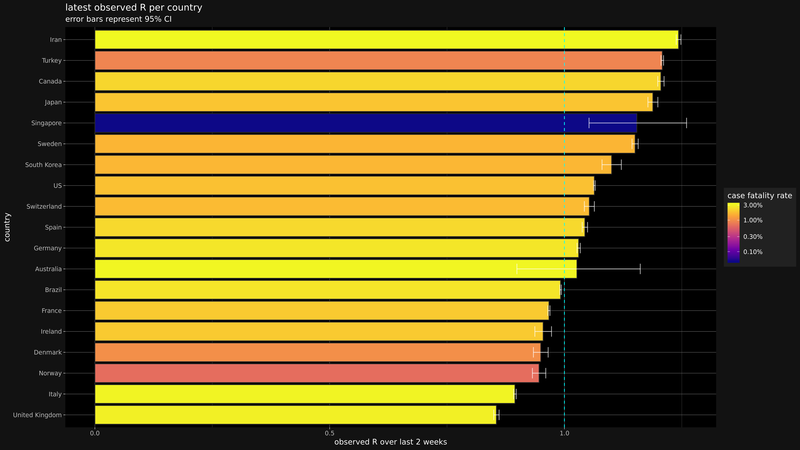 latest observed R per country
error bars represent 95% CI
country
Iran
Turkey
Canada
Japan
Singapore
Sweden
South Korea
US
Switzerland
Spain
Germany
Australia
Brazil
France
Ireland
Denmark
Norway
Italy
United Kingdom
0.0
0.5
1.0
observed R over last 2 weeks
case fatality rate
3.00%
1.00%
0.30%
0.10%